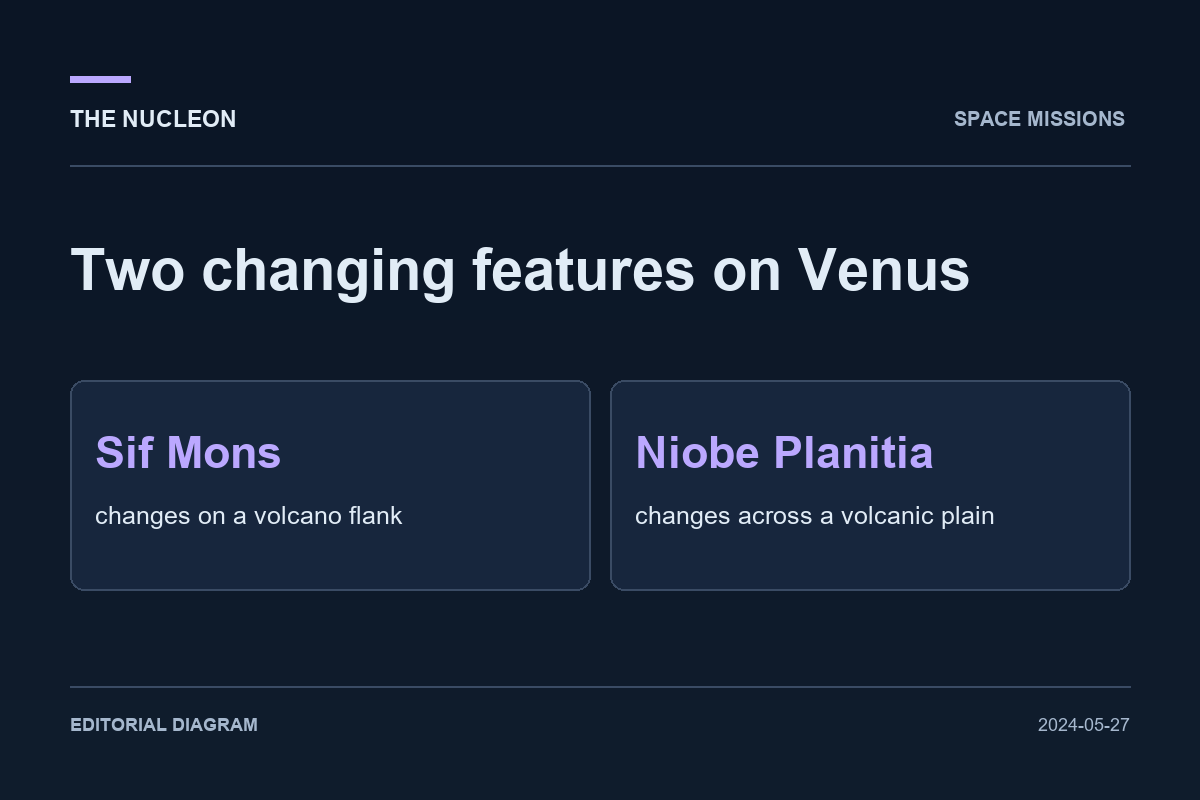 THE NUCLEON
SPACE MISSIONS
Two changing features on Venus
Sif Mons
changes on a volcano flank
Niobe Planitia
changes across a volcanic plain
EDITORIAL DIAGRAM
2024-05-27